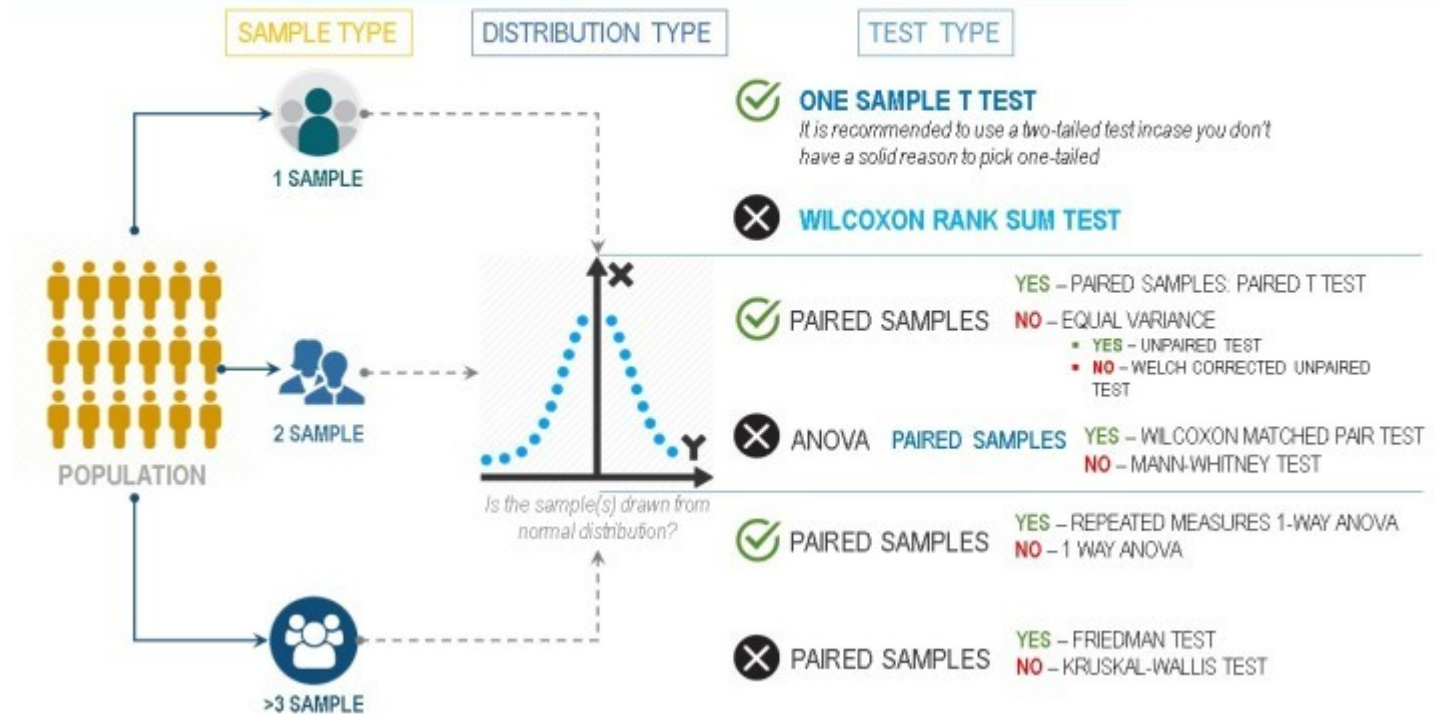 SAMPLE TYPE
DISTRIBUTION TYPE
TEST TYPE
1 SAMPLE
ONE SAMPLE T TEST
It is recommended to use a two-tailed test incase you don't
have a solid reason to pick one-tailed
WILCOXON RANK SUM TEST
POPULATION
2 SAMPLE
X
Y
Is the sample(s) drawn from
normal distribution?
PAIRED SAMPLES
YES – PAIRED SAMPLES: PAIRED T TEST
NO – EQUAL VARIANCE
▪ YES – UNPAIRED TEST
▪ NO – WELCH CORRECTED UNPAIRED
TEST
ANOVA PAIRED SAMPLES
YES – WILCOXON MATCHED PAIR TEST
NO – MANN-WHITNEY TEST
PAIRED SAMPLES
YES – REPEATED MEASURES 1-WAY ANOVA
NO – 1 WAY ANOVA
>3 SAMPLE
PAIRED SAMPLES
YES – FRIEDMAN TEST
NO – KRUSKAL-WALLIS TEST